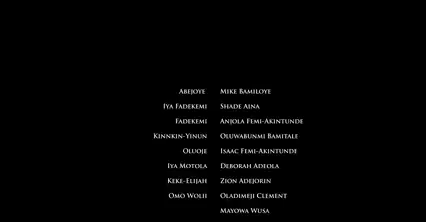 Abejoye Mike Bamiloye
Iya Fadekemi Shade Aina
Fadekemi Anjola Femi-Akintunde
Kinnkin-Yinun Oluwabunmi Bamitale
Oluoje Isaac Femi-Akintunde
Iya Motola Deborah Adeola
Keke-Elijah Zion Adejorin
Omo Wolii Oladimeji Clement
Mayowa Wusa